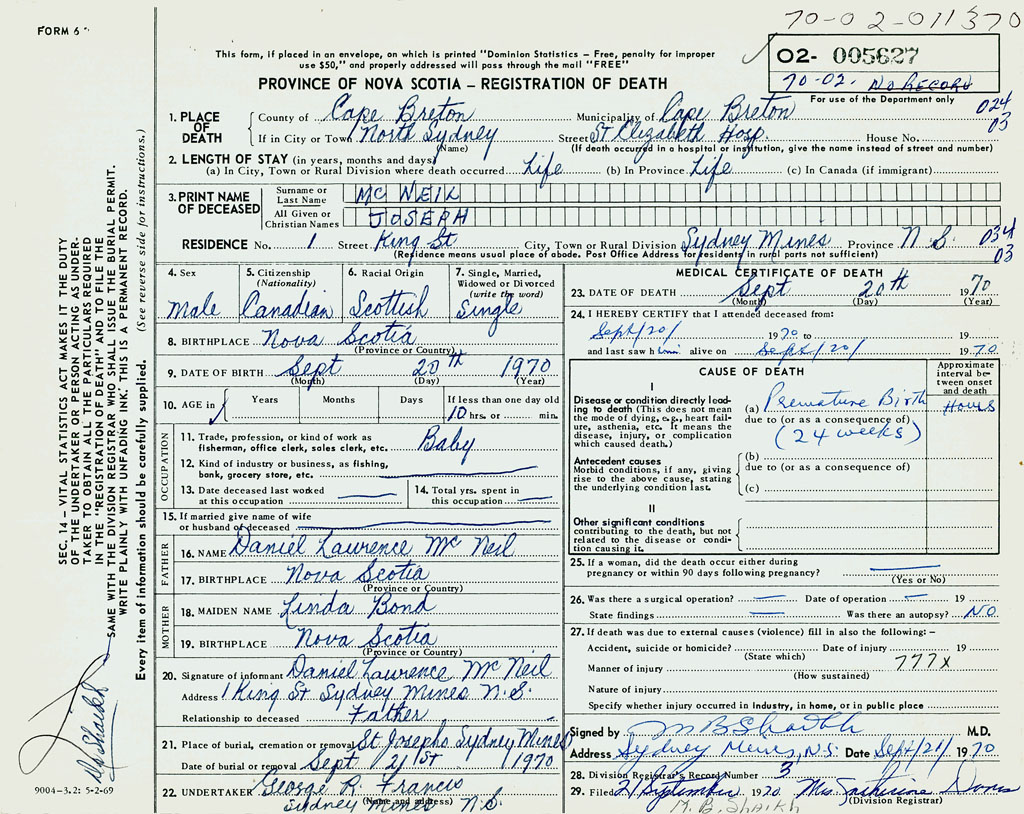 FORM 6
70-02-011370
This form, if placed in an envelope, on which is printed "Dominion Statistics – Free, penalty for improper
use $50," and properly addressed will pass through the mail "FREE"
02- 005627
70-02. No Record
For use of the Department only
PROVINCE OF NOVA SCOTIA – REGISTRATION OF DEATH
1. PLACE OF DEATH
County of Cape Breton Municipality of Cape Breton 024
If in City or Town North Sydney Street St Elizabeth Hosp. House No. 03
(Name) (If death occurred in a hospital or institution, give the name instead of street and number)
2. LENGTH OF STAY (in years, months and days)
(a) In City, Town or Rural Division where death occurred Life (b) In Province Life (c) In Canada (if immigrant)
3. PRINT NAME OF DECEASED
Surname or Last Name MC NEIL
All Given or Christian Names JOSEPH
RESIDENCE No. 1 Street King St City, Town or Rural Division Sydney Mines Province N.S. 034
03
(Residence means usual place of abode. Post Office Address for residents in rural parts not sufficient)
4. Sex
Male
5. Citizenship
(Nationality)
Canadian
6. Racial Origin
Scottish
7. Single, Married,
Widowed or Divorced
(write the word)
Single
8. BIRTHPLACE Nova Scotia
(Province or Country)
9. DATE OF BIRTH Sept 20th 1970
(Month) (Day) (Year)
10. AGE in
Years Months Days If less than one day old
10 hrs. or min.
OCCUPATION
11. Trade, profession, or kind of work as
fisherman, office clerk, sales clerk, etc. Baby
12. Kind of industry or business, as fishing,
bank, grocery store, etc.
13. Date deceased last worked
at this occupation
14. Total yrs. spent in
this occupation
15. If married give name of wife
or husband of deceased
FATHER
16. NAME Daniel Lawrence Mc Neil
17. BIRTHPLACE Nova Scotia
(Province or Country)
MOTHER
18. MAIDEN NAME Linda Bond
19. BIRTHPLACE Nova Scotia
(Province or Country)
20. Signature of informant Daniel Lawrence Mc Neil
Address 1 King St Sydney Mines N.S.
Relationship to deceased Father
21. Place of burial, cremation or removal St Josephs Sydney Mines
Date of burial or removal Sept 21st 1970
22. UNDERTAKER George R. Francis
(Name and address)
Sydney Mines N.S.
MEDICAL CERTIFICATE OF DEATH
23. DATE OF DEATH Sept 20th 1970
(Month) (Day) (Year)
24. I HEREBY CERTIFY that I attended deceased from:
Sept/20/ 1970 to 19
and last saw him alive on Sept/20/ 1970
CAUSE OF DEATH
Approximate
interval be-
tween onset
and death
I
Disease or condition directly lead-
ing to death (This does not mean
the mode of dying, e.g., heart fail-
ure, asthenia, etc. It means the
disease, injury, or complication
which caused death.)
(a) Premature Birth Hours
due to (or as a consequence of)
(24 weeks)
Antecedent causes
Morbid conditions, if any, giving
rise to the above cause, stating
the underlying condition last.
(b)
due to (or as a consequence of)
(c)
II
Other significant conditions
contributing to the death, but not
related to the disease or condi-
tion causing it.
25. If a woman, did the death occur either during
pregnancy or within 90 days following pregnancy?
(Yes or No)
26. Was there a surgical operation? Date of operation 19
State findings Was there an autopsy? NO
27. If death was due to external causes (violence) fill in also the following: –
Accident, suicide or homicide? Date of injury 19
(State which) 777X
Manner of injury
(How sustained)
Nature of injury
Specify whether injury occurred in industry, in home, or in public place
Signed by M B Shaikh M.D.
Address Sydney Mines, N.S. Date Sept/21/ 1970
28. Division Registrar's Record Number 3
29. Filed 21 September 1970 Mrs
(Division Registrar)
M. B. SHAIKH
SEC. 14 – VITAL STATISTICS ACT MAKES IT THE DUTY
OF THE UNDERTAKER OR PERSON ACTING AS UNDER-
TAKER TO OBTAIN ALL THE PARTICULARS REQUIRED
IN THE "REGISTRATION OF DEATH" AND TO FILE THE
SAME WITH THE DIVISION REGISTRAR WHO SHALL ISSUE THE BURIAL PERMIT.
WRITE PLAINLY WITH UNFADING INK. THIS IS A PERMANENT RECORD.
Every item of information should be carefully supplied. (See reverse side for instructions.)
Shaikh
9004-3.2: 5-2-69